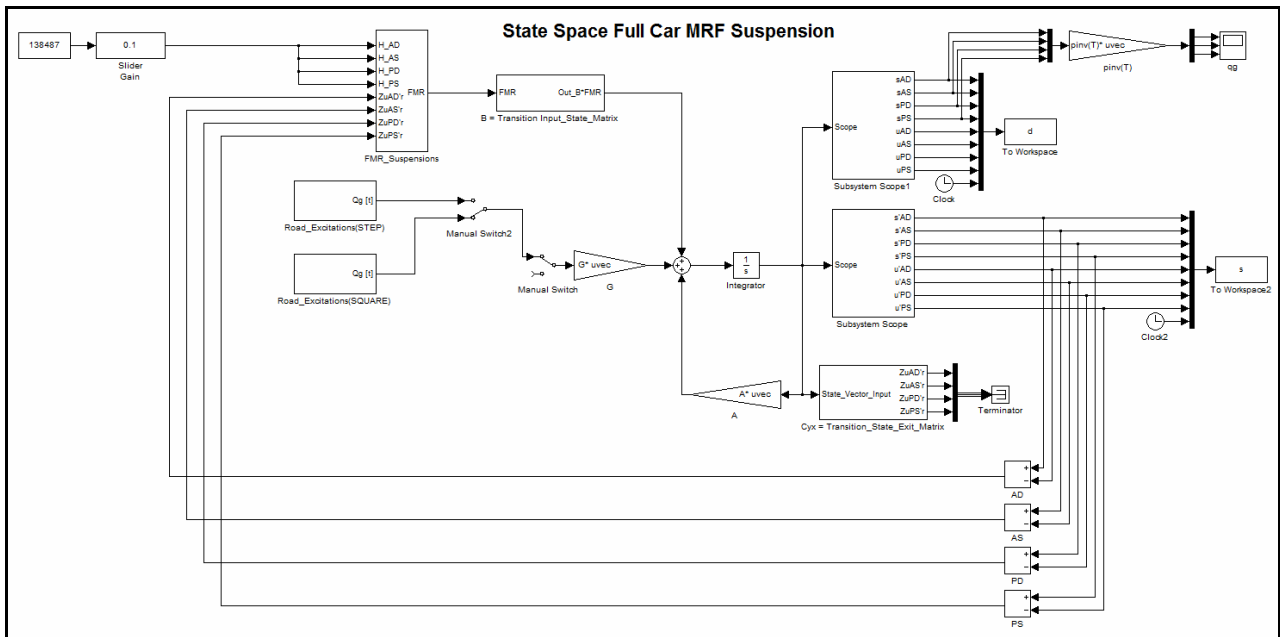 State Space Full Car MRF Suspension
138487
0.1
Slider
Gain
H_AD
H_AS
H_PD
H_PS
ZuAD'r
ZuAS'r
ZuPD'r
ZuPS'r
FMR
FMR_Suspensions
FMR
Out_B*FMR
B = Transition Input_State_Matrix
Qg [t]
Road_Excitations(STEP)
Qg [t]
Road_Excitations(SQUARE)
Manual Switch2
Manual Switch
G* uvec
G
+
+
+
1
s
Integrator
A* uvec
A
Scope
sAD
sAS
sPD
sPS
uAD
uAS
uPD
uPS
Subsystem Scope1
Clock
d
To Workspace
pinv(T)* uvec
pinv(T)
qg
Scope
s'AD
s'AS
s'PD
s'PS
u'AD
u'AS
u'PD
u'PS
Subsystem Scope
Clock2
s
To Workspace2
State_Vector_Input
ZuAD'r
ZuAS'r
ZuPD'r
ZuPS'r
Cyx = Transition_State_Exit_Matrix
Terminator
+
−
AD
+
−
AS
+
−
PD
+
−
PS